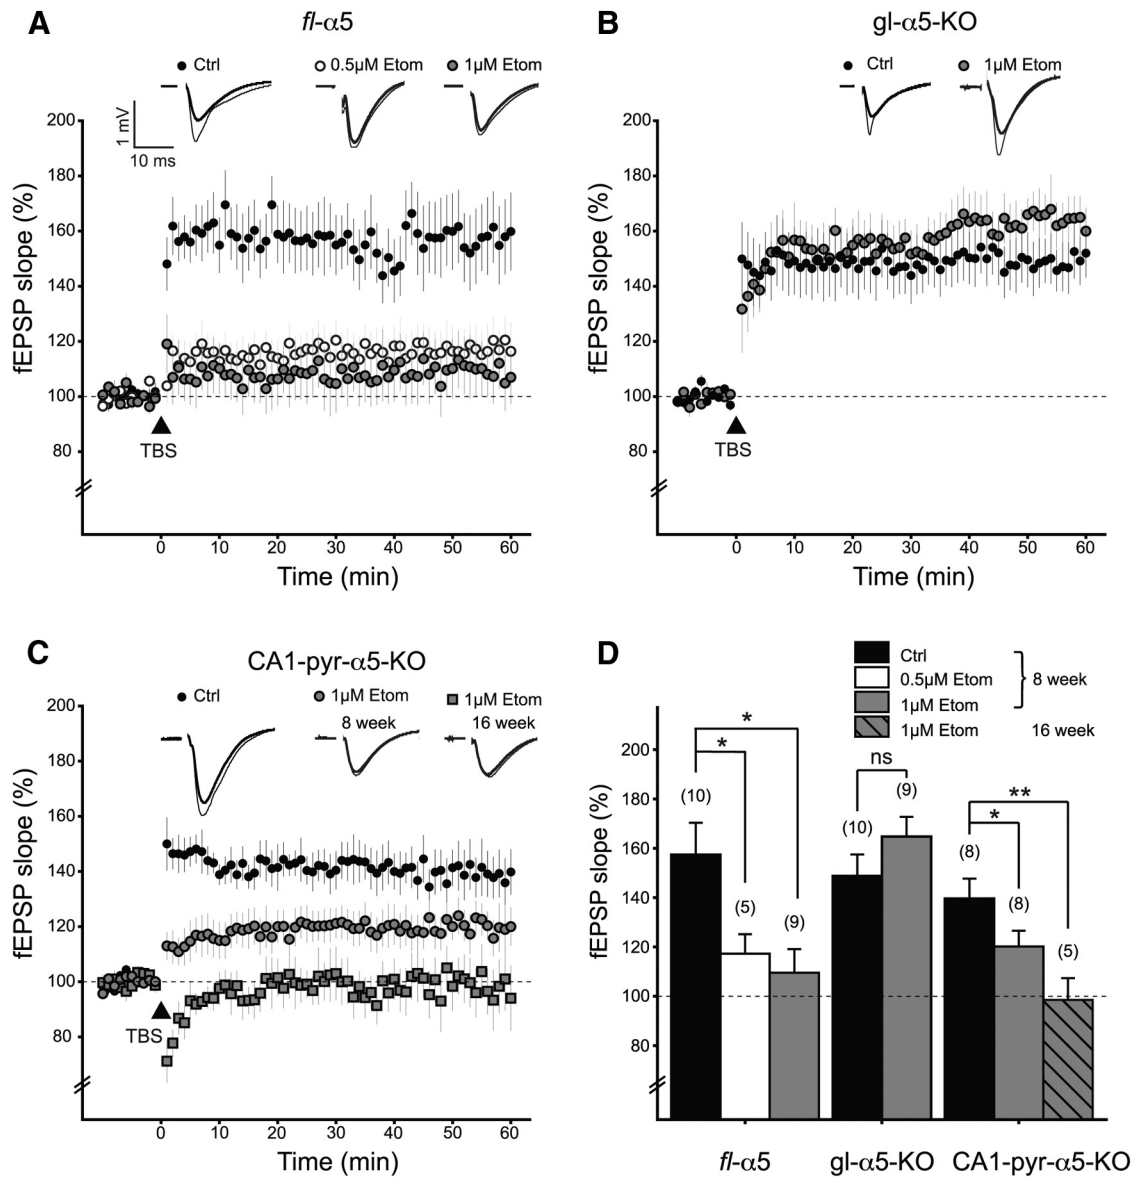 A
fl-α5
Ctrl
0.5µM Etom
1µM Etom
1 mV
10 ms
fEPSP slope (%)
200
180
160
140
120
100
80
TBS
0 10 20 30 40 50 60
Time (min)
B
gl-α5-KO
Ctrl
1µM Etom
fEPSP slope (%)
200
180
160
140
120
100
80
TBS
0 10 20 30 40 50 60
Time (min)
C
CA1-pyr-α5-KO
Ctrl
1µM Etom
8 week
1µM Etom
16 week
fEPSP slope (%)
200
180
160
140
120
100
80
TBS
0 10 20 30 40 50 60
Time (min)
D
Ctrl
0.5µM Etom
8 week
1µM Etom
1µM Etom
16 week
fEPSP slope (%)
200
180
160
140
120
100
80
*
*
ns
**
*
(10)
(5)
(9)
(10)
(9)
(8)
(8)
(5)
fl-α5 gl-α5-KO CA1-pyr-α5-KO